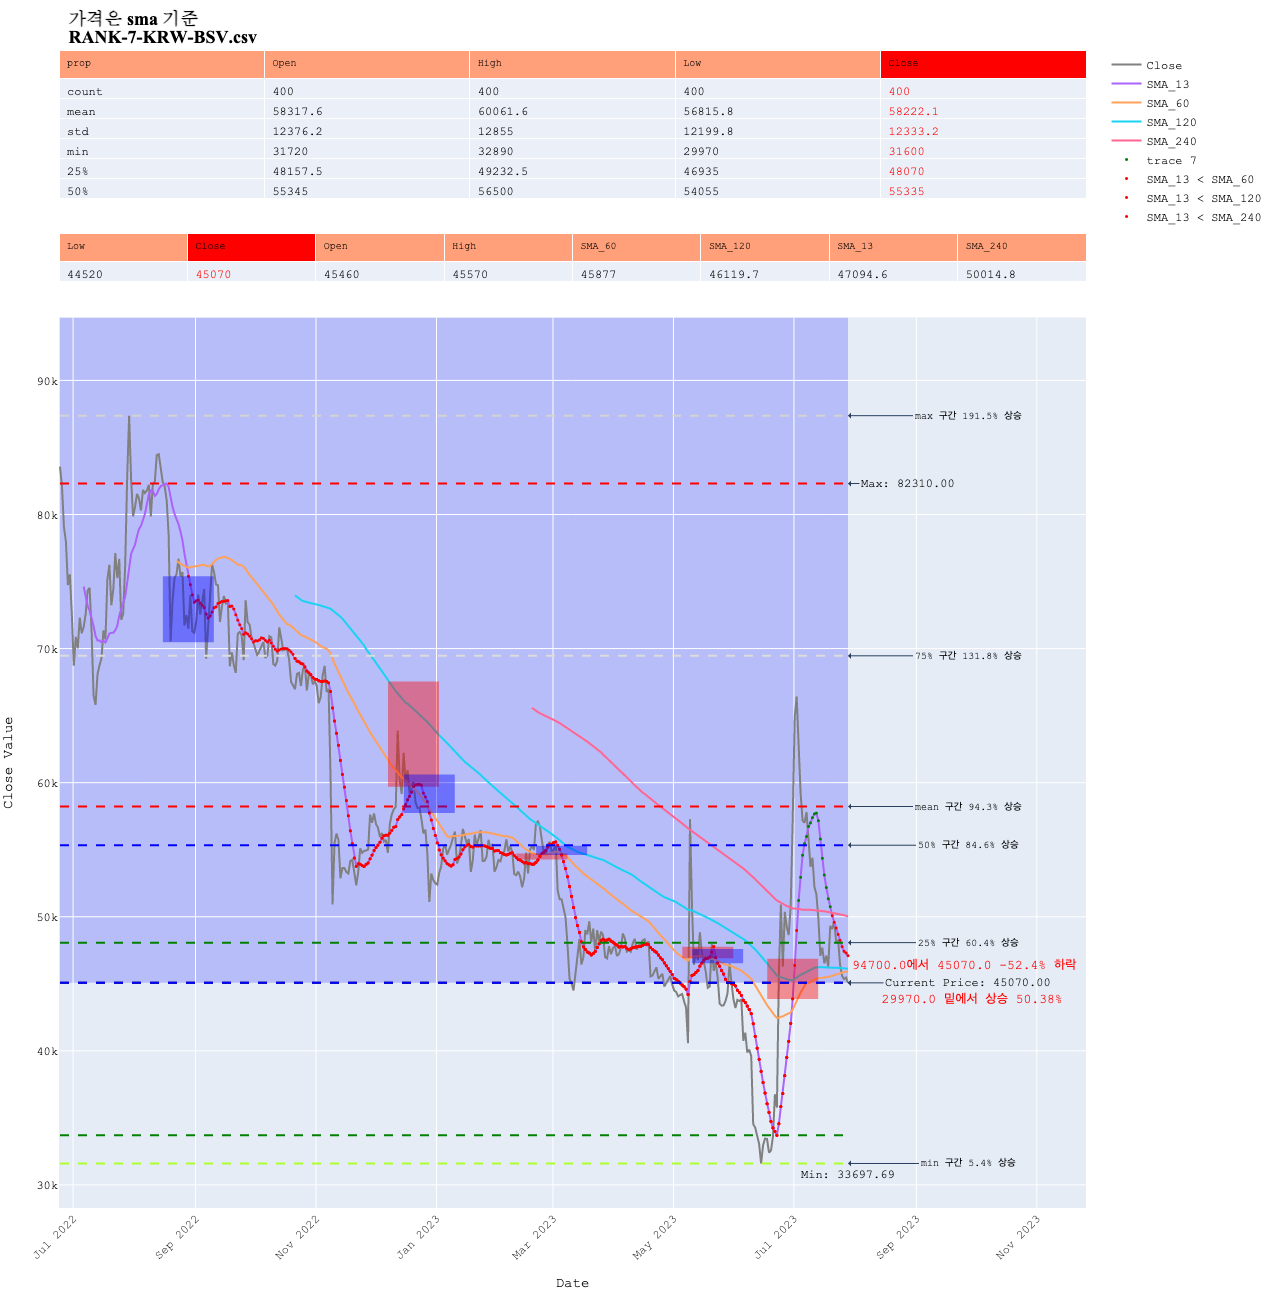 가격은 sma 기준
RANK-7-KRW-BSV.csv
prop Open High Low Close
count 400 400 400 400
mean 58317.6 60061.6 56815.8 58222.1
std 12376.2 12855 12199.8 12333.2
min 31720 32890 29970 31600
25% 48157.5 49232.5 46935 48070
50% 55345 56500 54055 55335
Close
SMA_13
SMA_60
SMA_120
SMA_240
trace 7
SMA_13 < SMA_60
SMA_13 < SMA_120
SMA_13 < SMA_240
Low Close Open High SMA_60 SMA_120 SMA_13 SMA_240
44520 45070 45460 45570 45877 46119.7 47094.6 50014.8
90k
max 구간 191.5% 상승
Max: 82310.00
80k
70k
75% 구간 131.8% 상승
60k
mean 구간 94.3% 상승
50% 구간 84.6% 상승
50k
25% 구간 60.4% 상승
94700.0에서 45070.0 -52.4% 하락
Current Price: 45070.00
29970.0 밑에서 상승 50.38%
40k
min 구간 5.4% 상승
Min: 33697.69
30k
Close Value
Jul 2022
Sep 2022
Nov 2022
Jan 2023
Mar 2023
May 2023
Jul 2023
Sep 2023
Nov 2023
Date